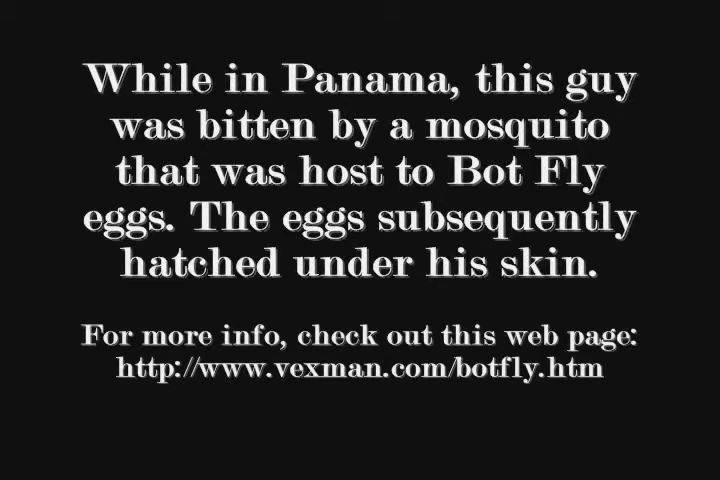 While in Panama, this guy
was bitten by a mosquito
that was host to Bot Fly
eggs. The eggs subsequently
hatched under his skin.
For more info, check out this web page:
http://www.vexman.com/botfly.htm